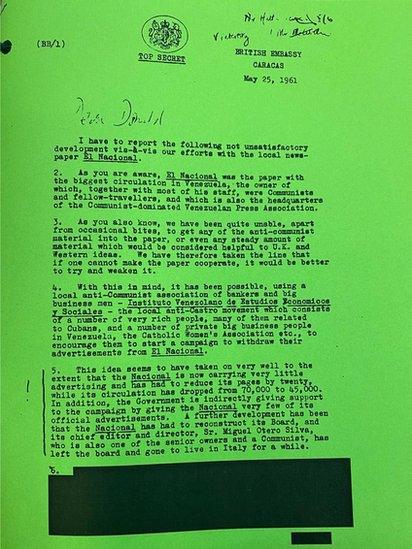 (BH/1)
TOP SECRET
BRITISH EMBASSY
CARACAS
May 25, 1961
I have to report the following not unsatisfactory
development vis-à-vis our efforts with the local news-
paper El Nacional.
2. As you are aware, El Nacional was the paper with
the biggest circulation in Venezuela, the owner of
which, together with most of his staff, were Communists
and fellow-travellers, and which is also the headquarters
of the Communist-dominated Venezuelan Press Association.
3. As you also know, we have been quite unable, apart
from occasional bites, to get any of the anti-communist
material into the paper, or even any steady amount of
material which would be considered helpful to U.K. and
Western ideas. We have therefore taken the line that
if one cannot make the paper cooperate, it would be better
to try and weaken it.
4. With this in mind, it has been possible, using a
local anti-Communist association of bankers and big
business men - Instituto Venezolano de Estudios Economicos
y Sociales - the local anti-Castro movement which consists
of a number of very rich people, many of them related
to Cubans, and a number of private big business people
in Venezuela, the Catholic Women's Association etc., to
encourage them to start a campaign to withdraw their
advertisements from El Nacional.
5. This idea seems to have taken on very well to the
extent that the Nacional is now carrying very little
advertising and has had to reduce its pages by twenty,
while its circulation has dropped from 70,000 to 45,000.
In addition, the Government is indirectly giving support
to the campaign by giving the Nacional very few of its
official advertisements. A further development has been
that the Nacional has had to reconstruct its Board, and
its chief editor and director, Sr. Miguel Otero Silva,
who is also one of the senior owners and a Communist, has
left the board and gone to live in Italy for a while.
6.